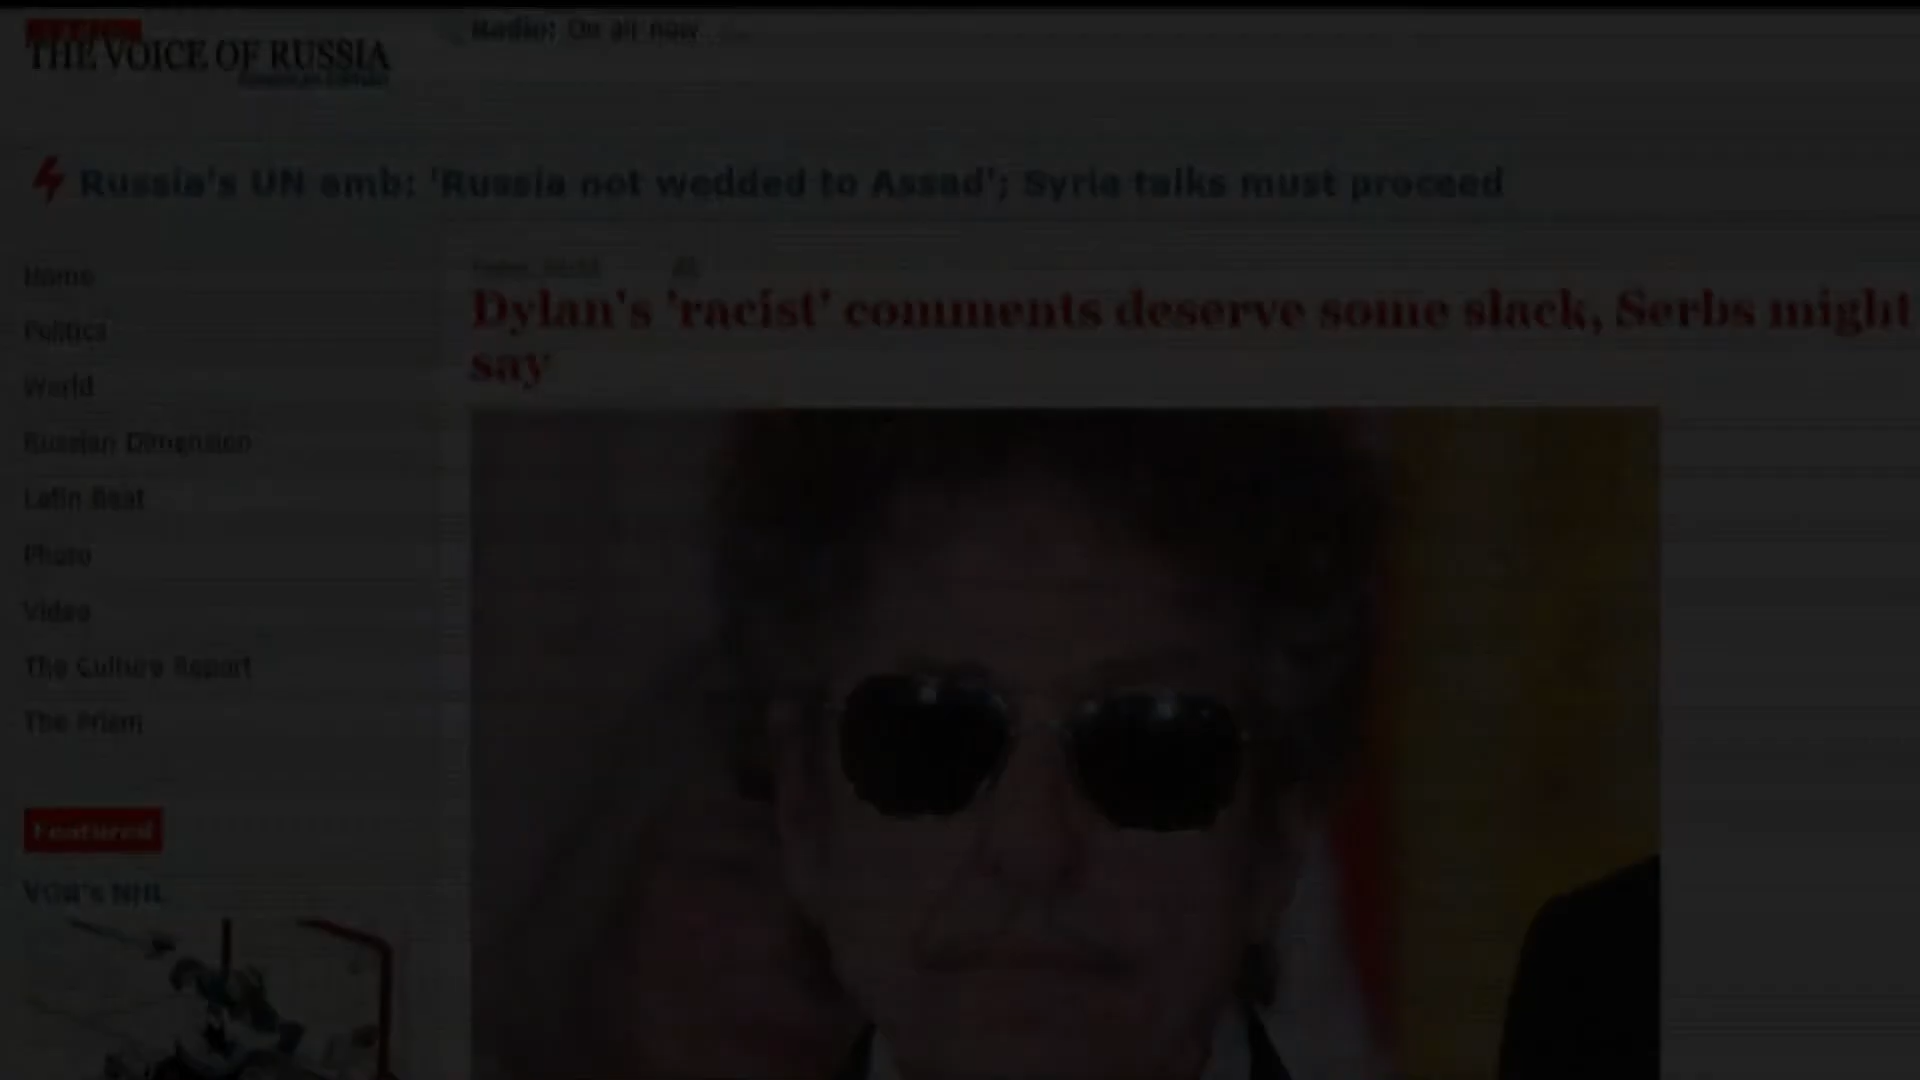 THE VOICE OF RUSSIA
Radio: On air now
Russia's UN amb: 'Russia not wedded to Assad'; Syria talks must proceed
Home
Politics
World
Russian Dimension
Latin Beat
Photo
Video
The Culture Report
The Prism
Dylan's 'racist' comments deserve some slack, Serbs might
say
Featured
VOR's NHL